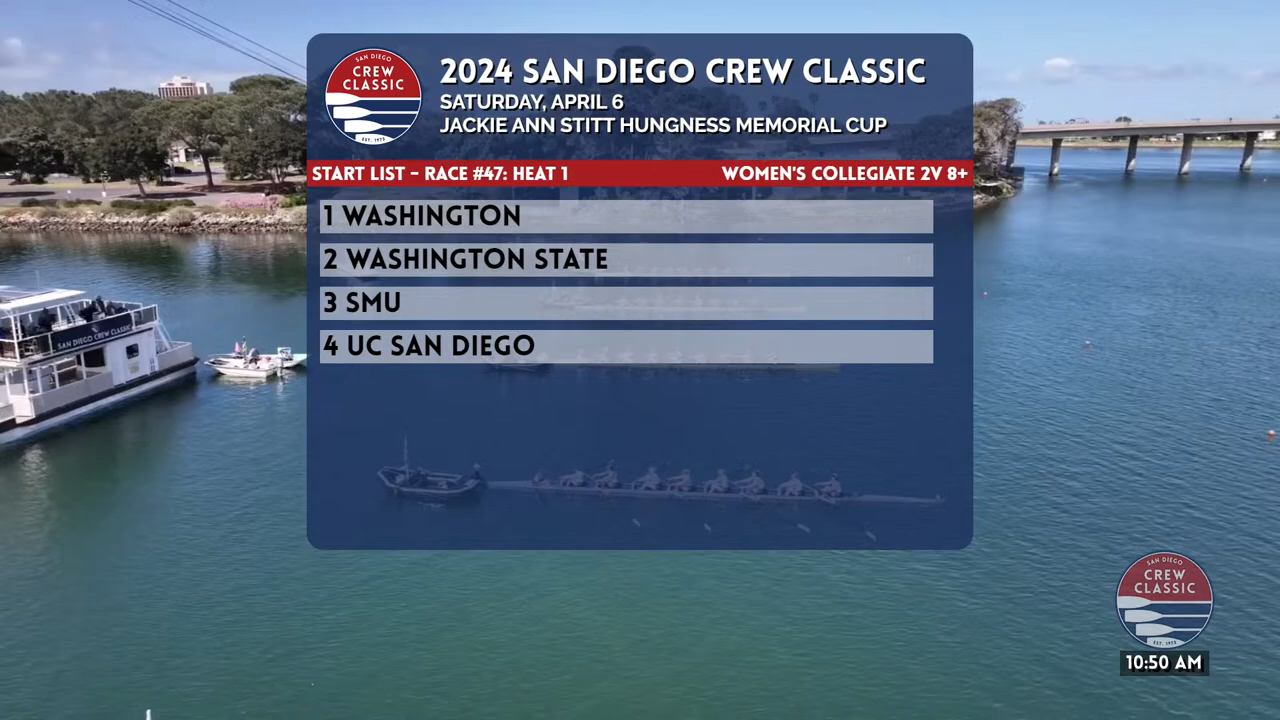 SAN DIEGO
CREW
CLASSIC
EST. 1973
2024 SAN DIEGO CREW CLASSIC
SATURDAY, APRIL 6
JACKIE ANN STITT HUNGNESS MEMORIAL CUP
START LIST - RACE #47: HEAT 1
WOMEN'S COLLEGIATE 2V 8+
1 WASHINGTON
2 WASHINGTON STATE
3 SMU
4 UC SAN DIEGO
SAN DIEGO CREW CLASSIC
SAN DIEGO
CREW
CLASSIC
EST. 1973
10:50 AM